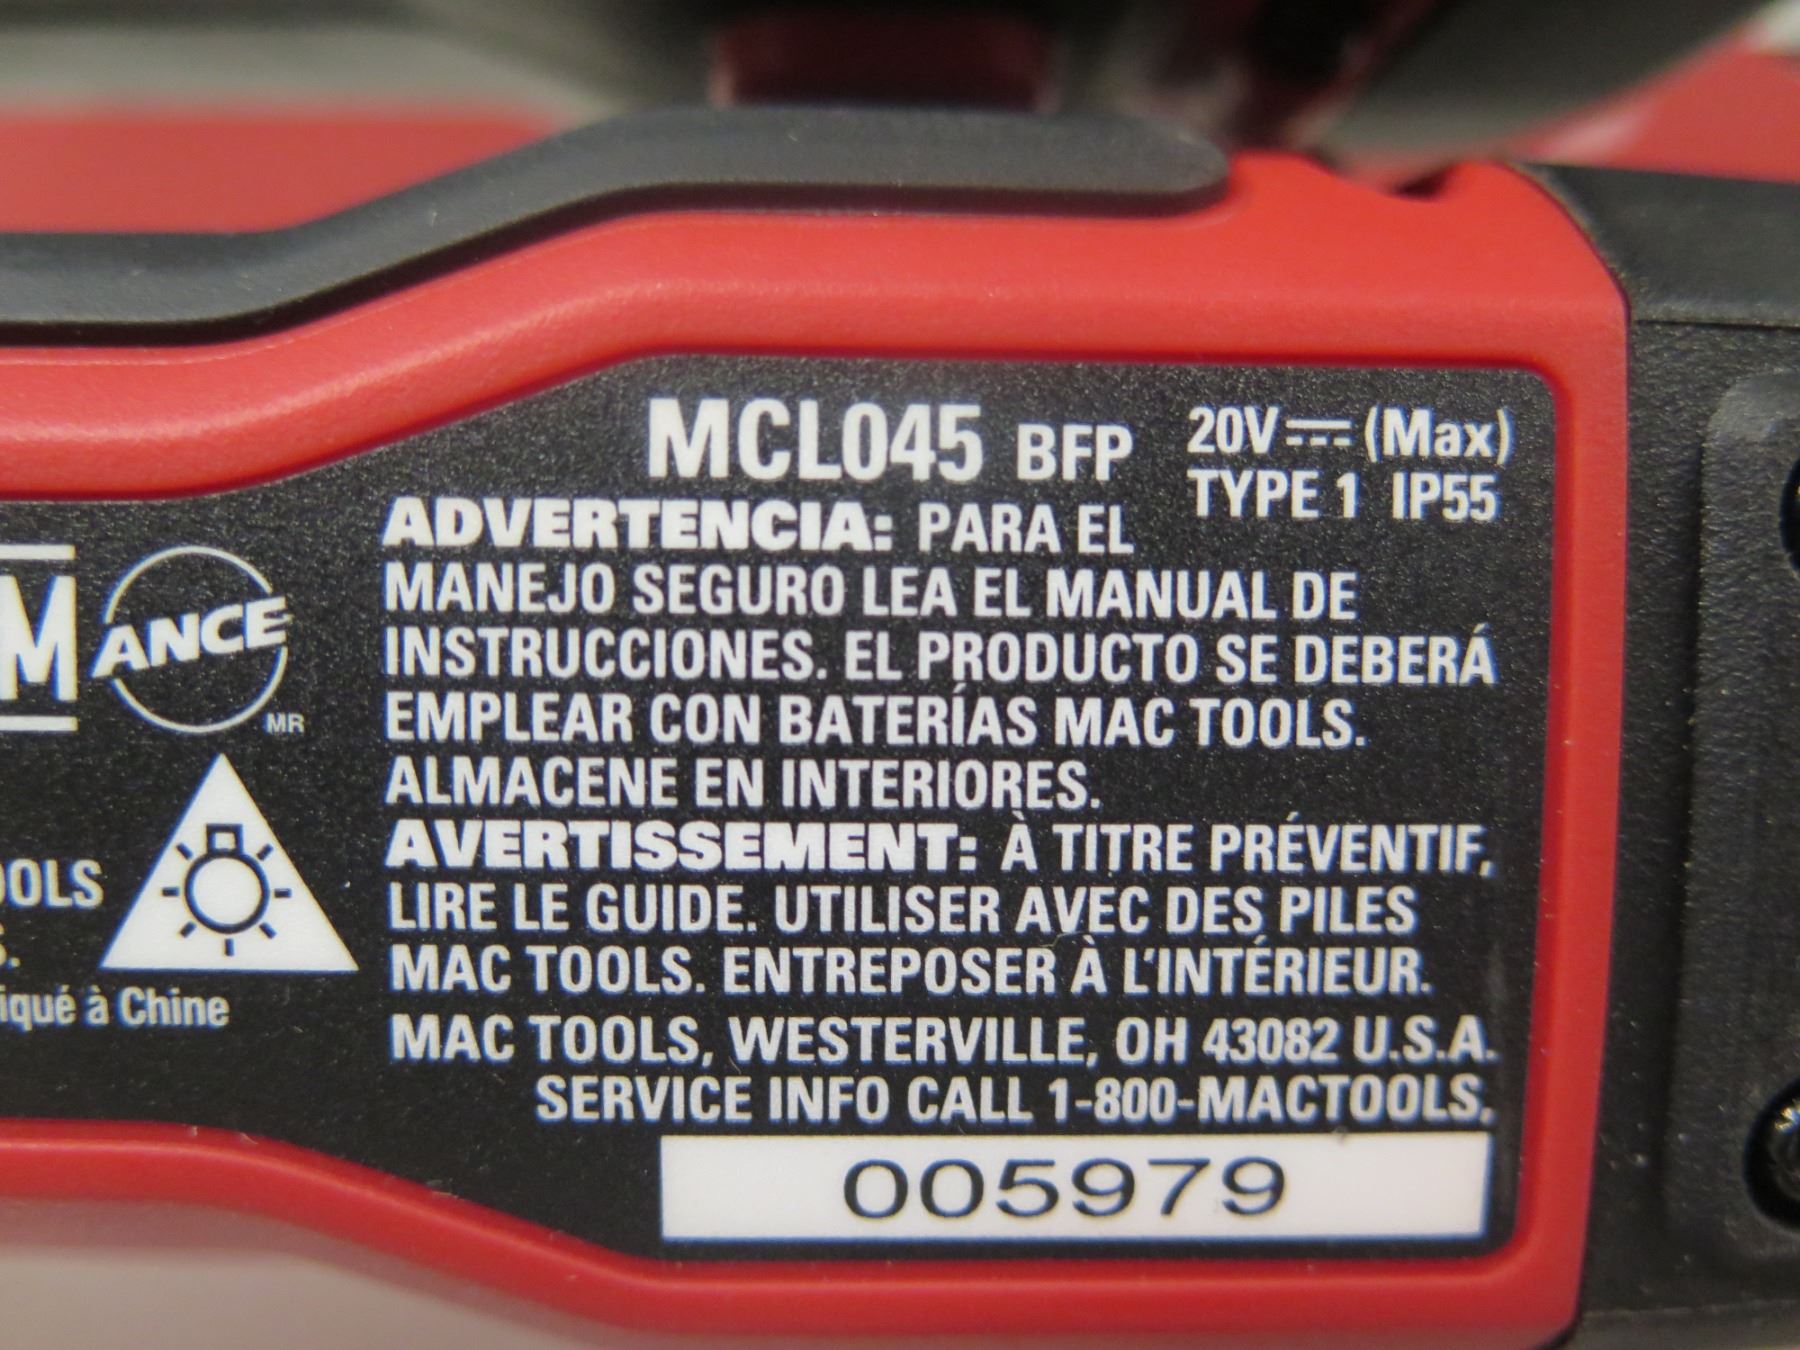 MCL045 BFP 20V (Max)
TYPE 1 IP55
ADVERTENCIA: PARA EL
MANEJO SEGURO LEA EL MANUAL DE
INSTRUCCIONES. EL PRODUCTO SE DEBERÁ
EMPLEAR CON BATERÍAS MAC TOOLS.
ALMACENE EN INTERIORES.
AVERTISSEMENT: À TITRE PRÉVENTIF,
LIRE LE GUIDE. UTILISER AVEC DES PILES
MAC TOOLS. ENTREPOSER À L'INTÉRIEUR.
MAC TOOLS, WESTERVILLE, OH 43082 U.S.A.
SERVICE INFO CALL 1-800-MACTOOLS,
005979
M
ANCE
MR
OOLS
S.
iqué à Chine